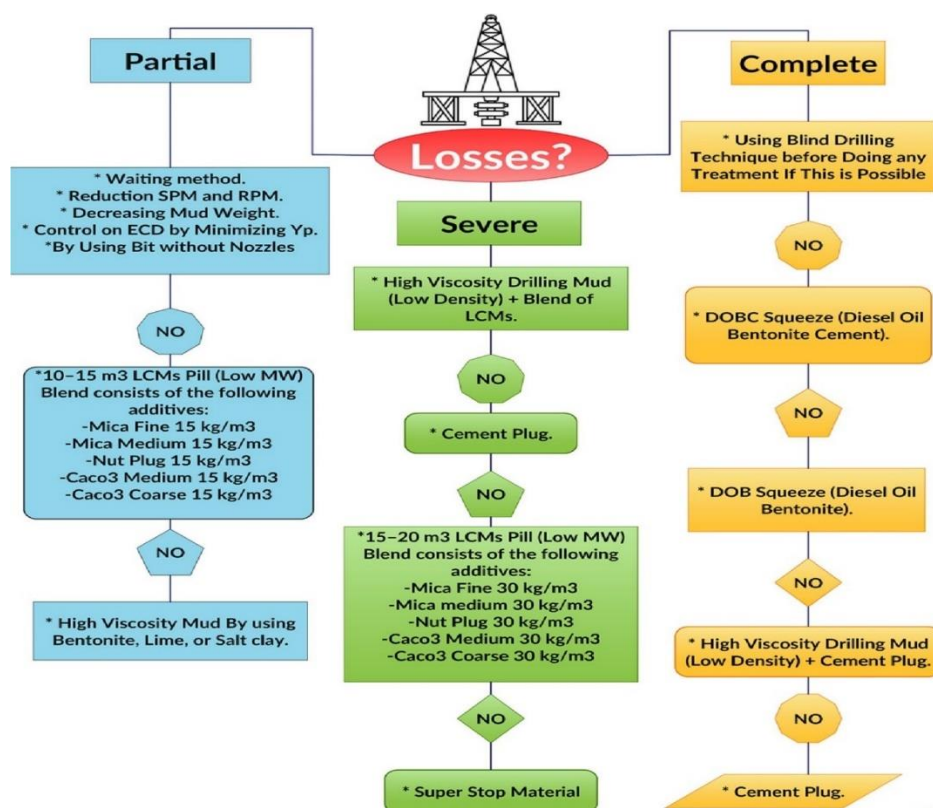 Losses?
Partial
* Waiting method.
* Reduction SPM and RPM.
* Decreasing Mud Weight.
* Control on ECD by Minimizing Yp.
*By Using Bit without Nozzles
NO
*10–15 m3 LCMs Pill (Low MW)
Blend consists of the following
additives:
-Mica Fine 15 kg/m3
-Mica Medium 15 kg/m3
-Nut Plug 15 kg/m3
-Caco3 Medium 15 kg/m3
-Caco3 Coarse 15 kg/m3
NO
* High Viscosity Mud By using
Bentonite, Lime, or Salt clay.
Severe
* High Viscosity Drilling Mud
(Low Density) + Blend of
LCMs.
NO
* Cement Plug.
NO
*15–20 m3 LCMs Pill (Low MW)
Blend consists of the following
additives:
-Mica Fine 30 kg/m3
-Mica medium 30 kg/m3
-Nut Plug 30 kg/m3
-Caco3 Medium 30 kg/m3
-Caco3 Coarse 30 kg/m3
NO
* Super Stop Material
Complete
* Using Blind Drilling
Technique before Doing any
Treatment If This is Possible
NO
* DOBC Squeeze (Diesel Oil
Bentonite Cement).
NO
* DOB Squeeze (Diesel Oil
Bentonite).
NO
* High Viscosity Drilling Mud
(Low Density) + Cement Plug.
NO
* Cement Plug.